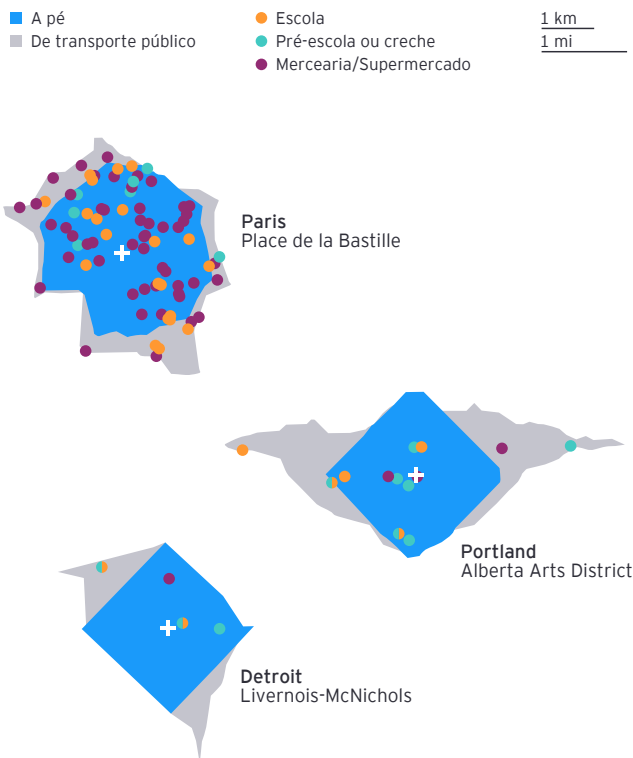 A pé
De transporte público
Escola
Pré-escola ou creche
Mercearia/Supermercado
1 km
1 mi
Paris
Place de la Bastille
Portland
Alberta Arts District
Detroit
Livernois-McNichols